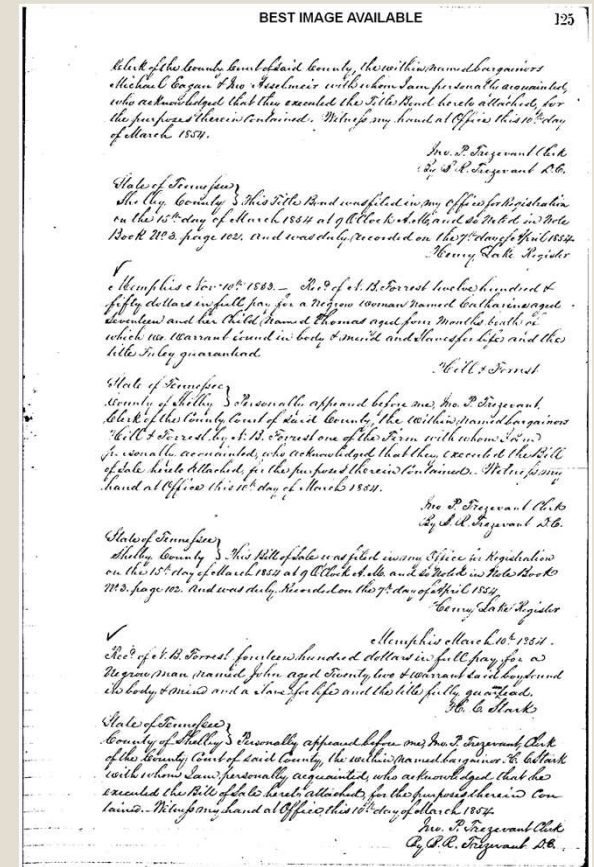 BEST IMAGE AVAILABLE
125
Clerk of the County Court of said County, the within named bargainors
Michael Eagan & Jno Asselmeir with whom I am personally acquainted,
who acknowledged that they executed the Title Bond hereto attached, for
the purposes therein contained. Witness my hand at Office this 10th day
of March 1854.
Jno. P. Trezevant Clerk
By S. R. Trezevant D.C.
State of Tennessee}
Shelby County } This Title Bond was filed in my Office for Registration
on the 15th day of March 1854 at 9 O'Clock A.M. and so Noted in Note
Book No 3. page 102. and was duly recorded on the 7th day of April 1854.
Henry Lake Register
Memphis Nov. 10th 1853. – Recd of N. B. Forrest twelve hundred &
fifty dollars in full pay for a Negro woman named Catharine aged
seventeen and her Child named Thomas aged four months both of
which we Warrant sound in body & mind and Slaves for life and the
title fuley guarantead.
Hill & Forrest
State of Tennessee}
County of Shelby } Personally appeared before me, Jno. P. Trezevant,
Clerk of the County Court of said County, the within named bargainors
Hill & Forrest, by N. B. Forrest one of the Firm with whom I am
personally acquainted, who acknowledged that they executed the Bill
of Sale hereto attached, for the purposes therein Contained. Witness my
hand at Office this 10th day of March 1854.
Jno P. Trezevant Clerk
By S. R. Trezevant D.C.
State of Tennessee}
Shelby County } This Bill of Sale was filed in my Office for Registration
on the 15th day of March 1854 at 9 O'Clock A.M. and so Noted in Note Book
No 3. page 102. and was duly Recorded on the 7th day of April 1854.
Henry Lake Register
Memphis March 10th 1854.
Recd of N. B. Forrest fourteen hundred dollars in full pay for a
Negro man named John aged Twenty two & warrant said boy sound
in body & mind and a slave for life and the title fully guartead.
H. C. Stark
State of Tennessee}
County of Shelby } Personally appeared before me, Jno. P. Trezevant, Clerk
of the County Court of said County, the within named bargainor H. C. Stark
with whom I am personally acquainted, who acknowledged that he
executed the Bill of Sale hereto attached, for the purposes therein Con
tained. Witness my hand at Office, this 10th day of March 1854.
Jno. P. Trezevant Clerk
By S. R. Trezevant D.C.